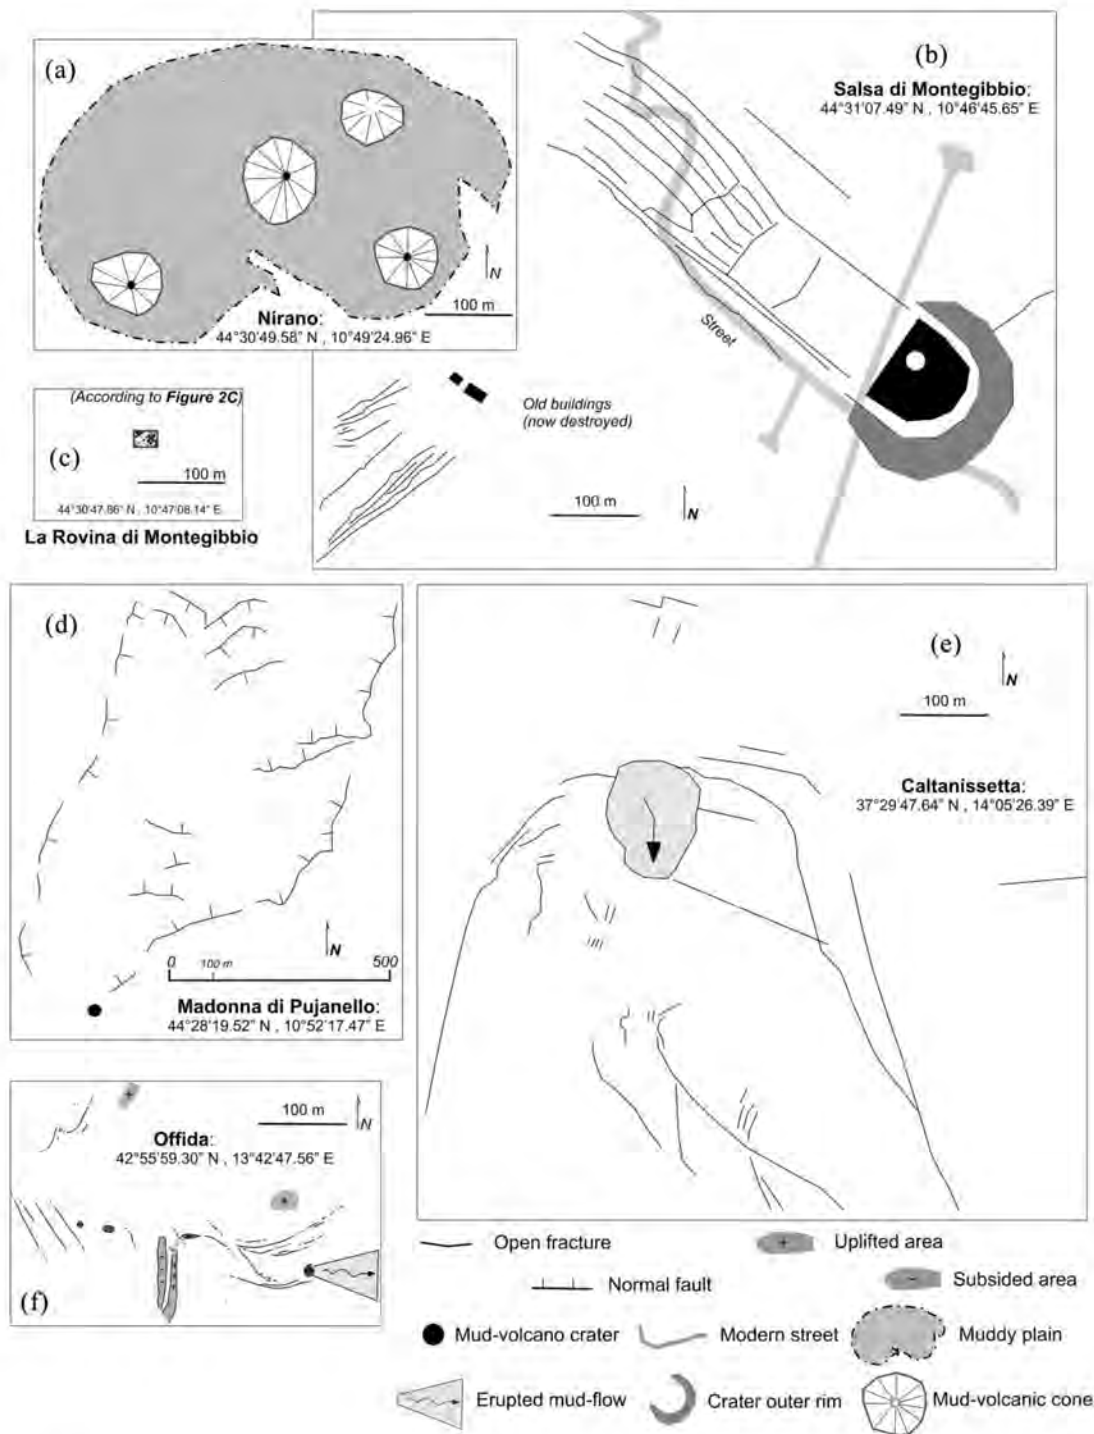 (a)
Nirano:
44°30'49.58" N , 10°49'24.96" E
N
100 m
(b)
Salsa di Montegibbio:
44°31'07.49" N , 10°46'45.65" E
Street
Old buildings
(now destroyed)
100 m
N
(According to Figure 2C)
(c)
100 m
44°30'47.86" N , 10°47'08.14" E
La Rovina di Montegibbio
(d)
N
0 100 m 500
Madonna di Pujanello:
44°28'19.52" N , 10°52'17.47" E
(e)
N
100 m
Caltanissetta:
37°29'47.64" N , 14°05'26.39" E
100 m
N
Offida:
42°55'59.30" N , 13°42'47.56" E
(f)
Open fracture
Uplifted area
Normal fault
Subsided area
Mud-volcano crater
Modern street
Muddy plain
Erupted mud-flow
Crater outer rim
Mud-volcanic cone